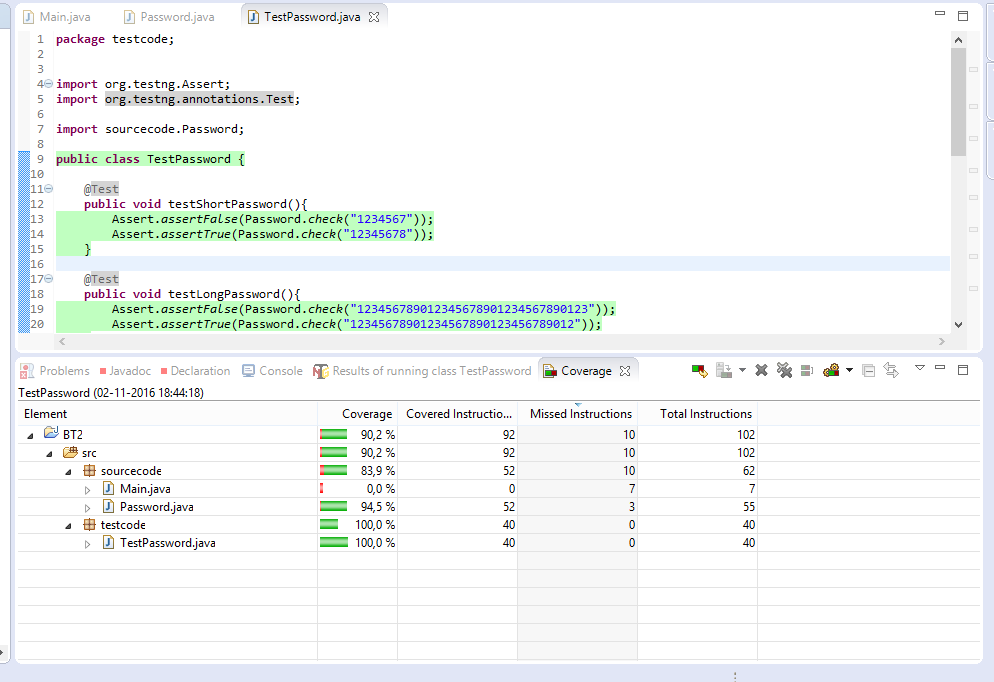 Main.java Password.java TestPassword.java
1 package testcode;
2
3
4 import org.testng.Assert;
5 import org.testng.annotations.Test;
6
7 import sourcecode.Password;
8
9 public class TestPassword {
10
11 @Test
12 public void testShortPassword(){
13 Assert.assertFalse(Password.check("1234567"));
14 Assert.assertTrue(Password.check("12345678"));
15 }
16
17 @Test
18 public void testLongPassword(){
19 Assert.assertFalse(Password.check("123456789012345678901234567890123"));
20 Assert.assertTrue(Password.check("12345678901234567890123456789012"));
Problems Javadoc Declaration Console Results of running class TestPassword Coverage
TestPassword (02-11-2016 18:44:18)
Element Coverage Covered Instructio... Missed Instructions Total Instructions
BT2 90,2 % 92 10 102
src 90,2 % 92 10 102
sourcecode 83,9 % 52 10 62
Main.java 0,0 % 0 7 7
Password.java 94,5 % 52 3 55
testcode 100,0 % 40 0 40
TestPassword.java 100,0 % 40 0 40